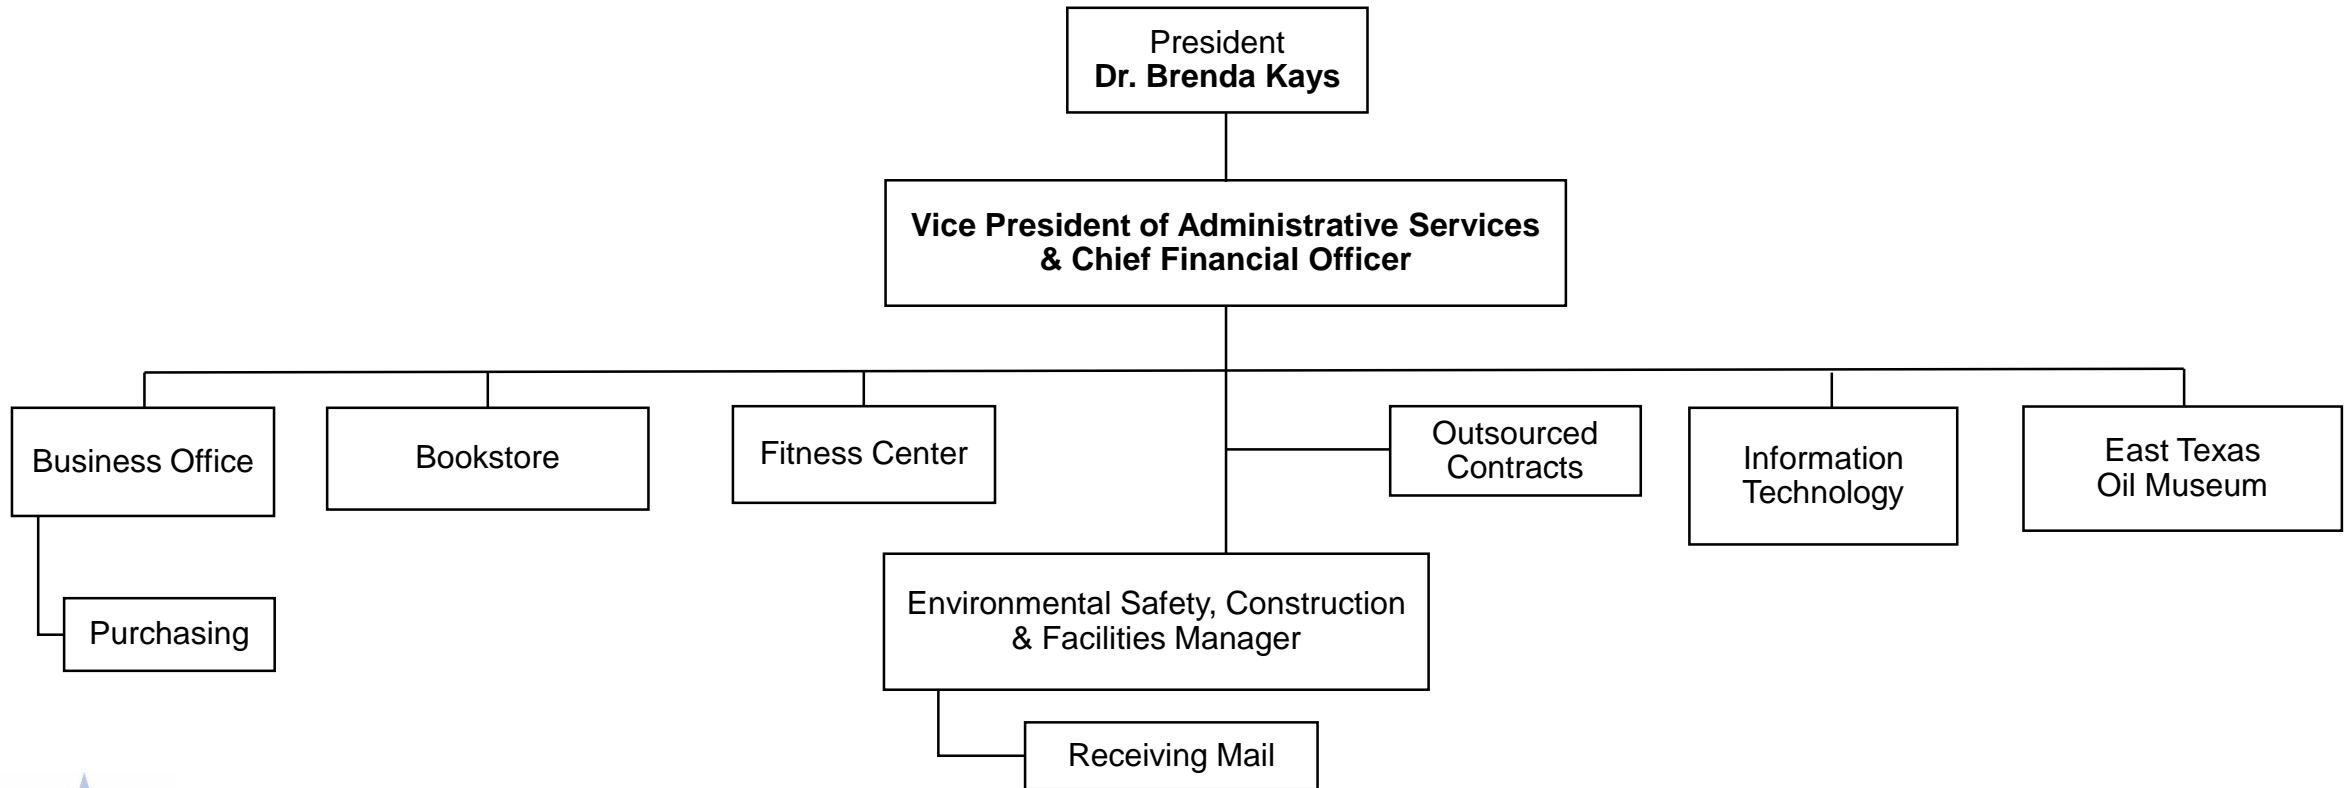 President
Dr. Brenda Kays
Vice President of Administrative Services
& Chief Financial Officer
Business Office
Bookstore
Fitness Center
Outsourced
Contracts
Information
Technology
East Texas
Oil Museum
Purchasing
Environmental Safety, Construction
& Facilities Manager
Receiving Mail